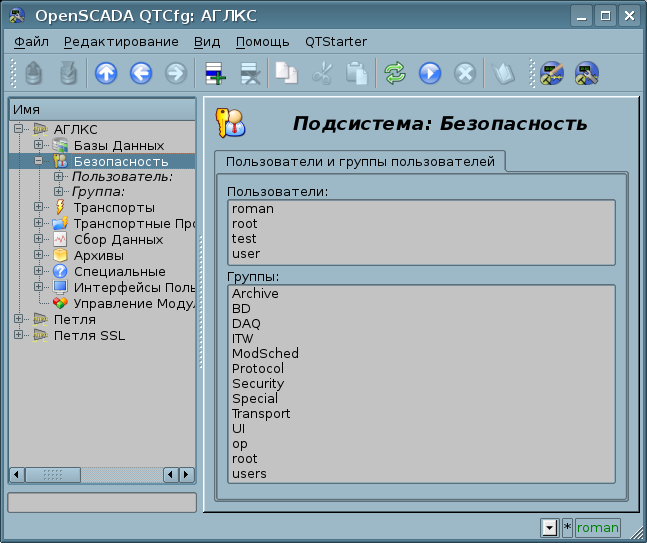 OpenSCADA QTCfg: АГЛКС
Файл Редактирование Вид Помощь QTStarter
Имя
АГЛКС
Базы Данных
Безопасность
Пользователь:
Группа:
Транспорты
Транспортные Про
Сбор Данных
Архивы
Специальные
Интерфейсы Поль
Управление Модул
Петля
Петля SSL
Подсистема: Безопасность
Пользователи и группы пользователей
Пользователи:
roman
root
test
user
Группы:
Archive
BD
DAQ
ITW
ModSched
Protocol
Security
Special
Transport
UI
op
root
users
* roman